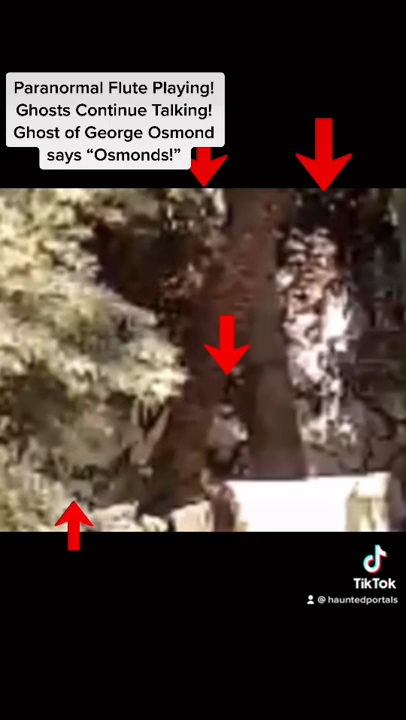 Paranormal Flute Playing!
Ghosts Continue Talking!
Ghost of George Osmond
says “Osmonds!”
TikTok
@ hauntedportals